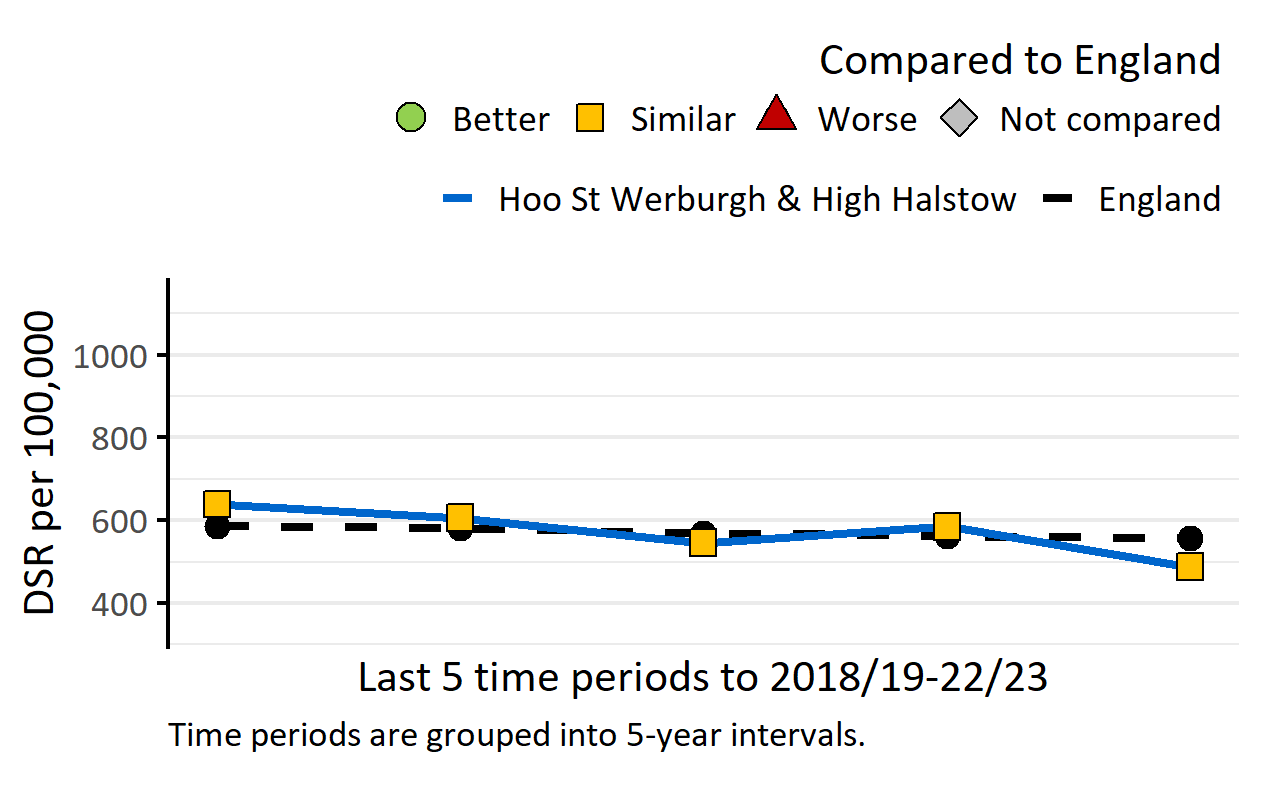 Compared to England
Better Similar Worse Not compared
Hoo St Werburgh & High Halstow England
DSR per 100,000
1000
800
600
400
Last 5 time periods to 2018/19-22/23
Time periods are grouped into 5-year intervals.